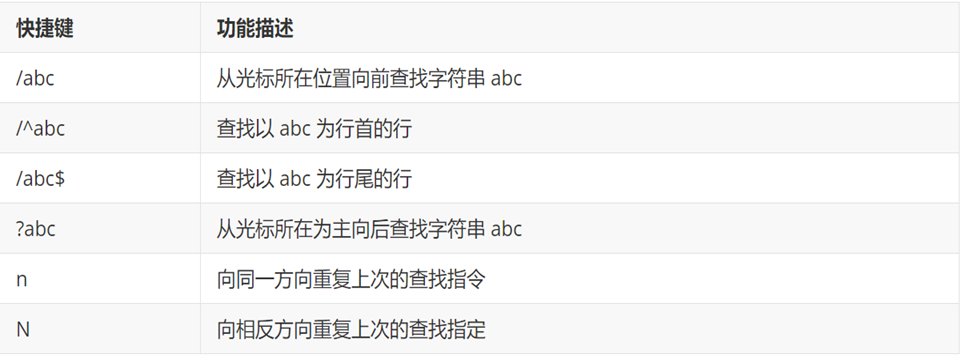 快捷键 功能描述
/abc 从光标所在位置向前查找字符串 abc
/^abc 查找以 abc 为行首的行
/abc$ 查找以 abc 为行尾的行
?abc 从光标所在为主向后查找字符串 abc
n 向同一方向重复上次的查找指令
N 向相反方向重复上次的查找指定